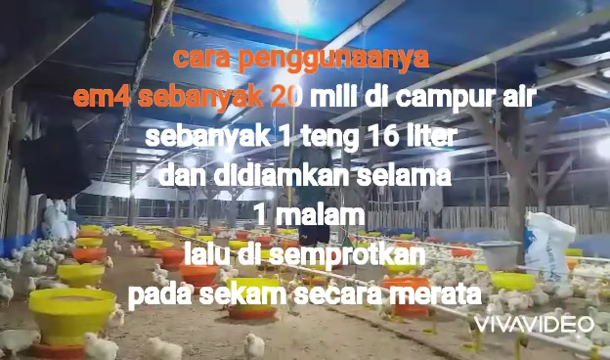 cara penggunaanya
em4 sebanyak 20 mili di campur air
sebanyak 1 teng 16 liter
dan didiamkan selama
1 malam
lalu di semprotkan
pada sekam secara merata
VIVAVIDEO